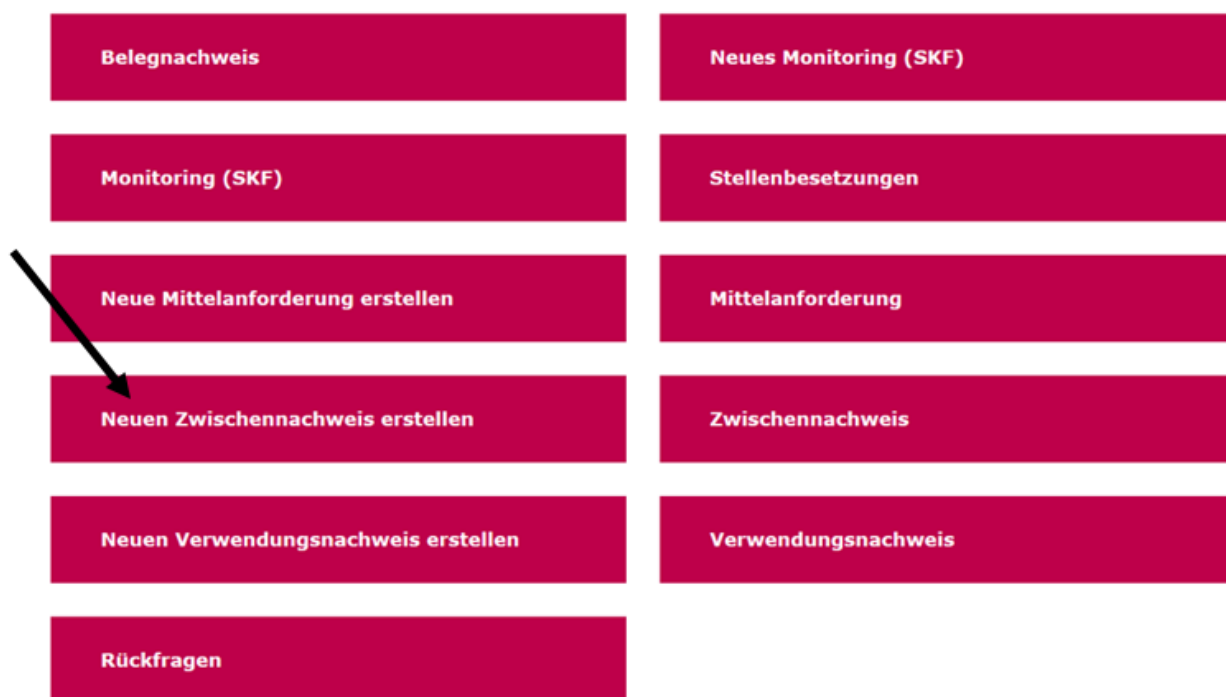 Belegnachweis
Neues Monitoring (SKF)
Monitoring (SKF)
Stellenbesetzungen
Neue Mittelanforderung erstellen
Mittelanforderung
Neuen Zwischennachweis erstellen
Zwischennachweis
Neuen Verwendungsnachweis erstellen
Verwendungsnachweis
Rückfragen